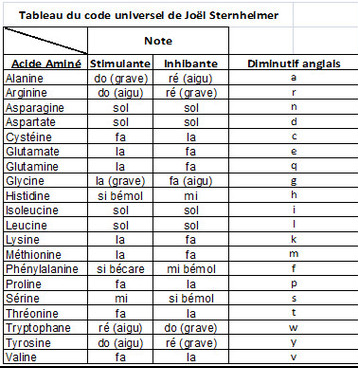 Tableau du code universel de Joël Sternheimer
Note
Acide Aminé Stimulante Inhibante Diminutif anglais
Alanine do (grave) ré (aigu) a
Arginine do (aigu) ré (grave) r
Asparagine sol sol n
Aspartate sol sol d
Cystéine fa la c
Glutamate la fa e
Glutamine la fa q
Glycine la (grave) fa (aigu) g
Histidine si bémol mi h
Isoleucine sol sol i
Leucine sol sol l
Lysine la fa k
Méthionine la fa m
Phénylalanine si bécare mi bémol f
Proline fa la p
Sérine mi si bémol s
Thréonine fa la t
Tryptophane ré (aigu) do (grave) w
Tyrosine do (aigu) ré (grave) y
Valine fa la v